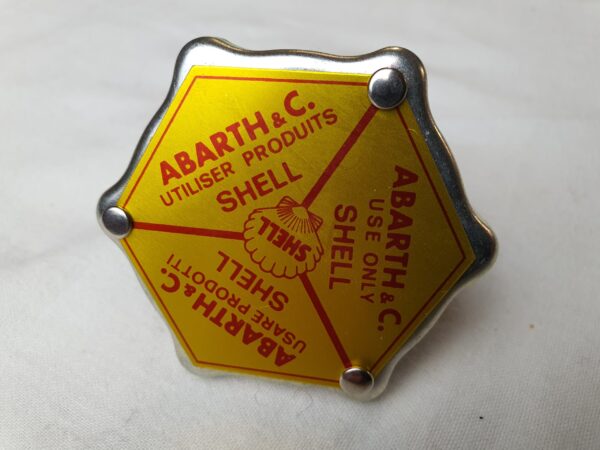 ABARTH & C.
UTILISER PRODUITS
SHELL
ABARTH & C.
USE ONLY
SHELL
ABARTH & C.
USARE PRODOTTI
SHELL
SHELL